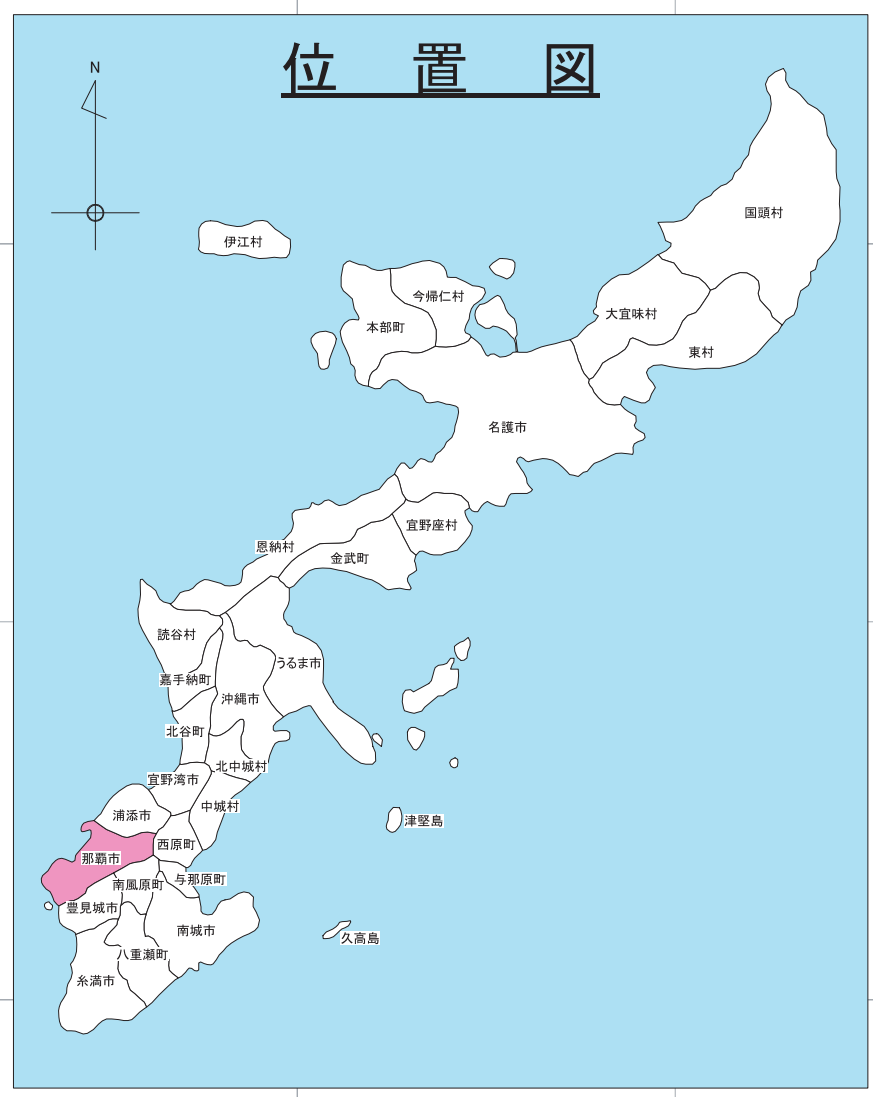 位置図
N
国頭村
伊江村
今帰仁村
大宜味村
本部町
東村
名護市
宜野座村
恩納村
金武町
読谷村
うるま市
嘉手納町
沖縄市
北谷町
北中城村
宜野湾市
中城村
浦添市
津堅島
西原町
那覇市
与那原町
南風原町
豊見城市
南城市
久高島
八重瀬町
糸満市